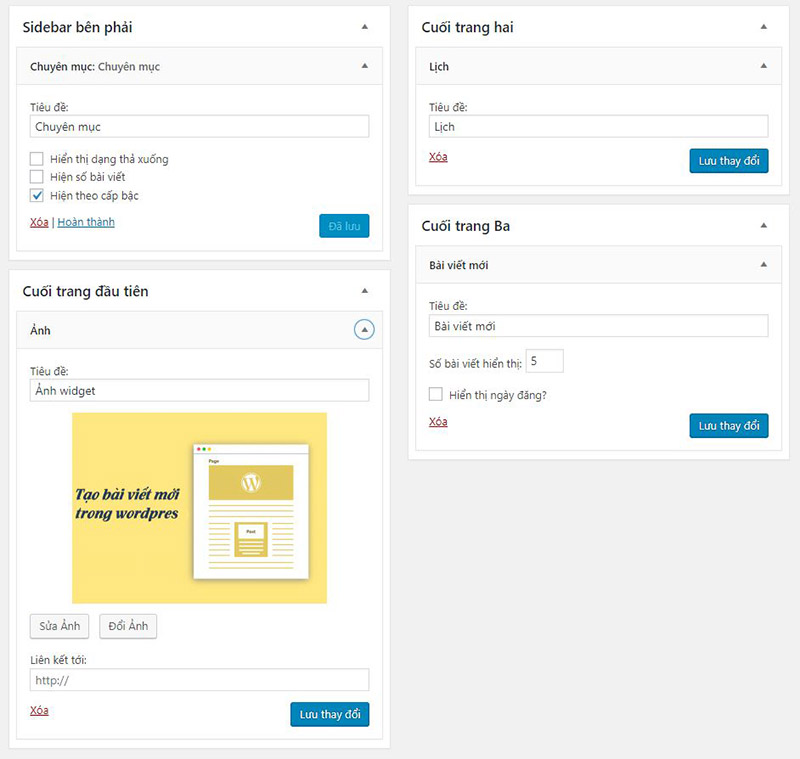 Sidebar bên phải
Chuyên mục: Chuyên mục
Tiêu đề:
Chuyên mục
Hiển thị dạng thả xuống
Hiện số bài viết
Hiện theo cấp bậc
Xóa | Hoàn thành
Đã lưu
Cuối trang đầu tiên
Ảnh
Tiêu đề:
Ảnh widget
Tạo bài viết mới
trong wordpres
Page
Post
Sửa Ảnh
Đổi Ảnh
Liên kết tới:
http://
Xóa
Lưu thay đổi
Cuối trang hai
Lịch
Tiêu đề:
Lịch
Xóa
Lưu thay đổi
Cuối trang Ba
Bài viết mới
Tiêu đề:
Bài viết mới
Số bài viết hiển thị: 5
Hiển thị ngày đăng?
Xóa
Lưu thay đổi